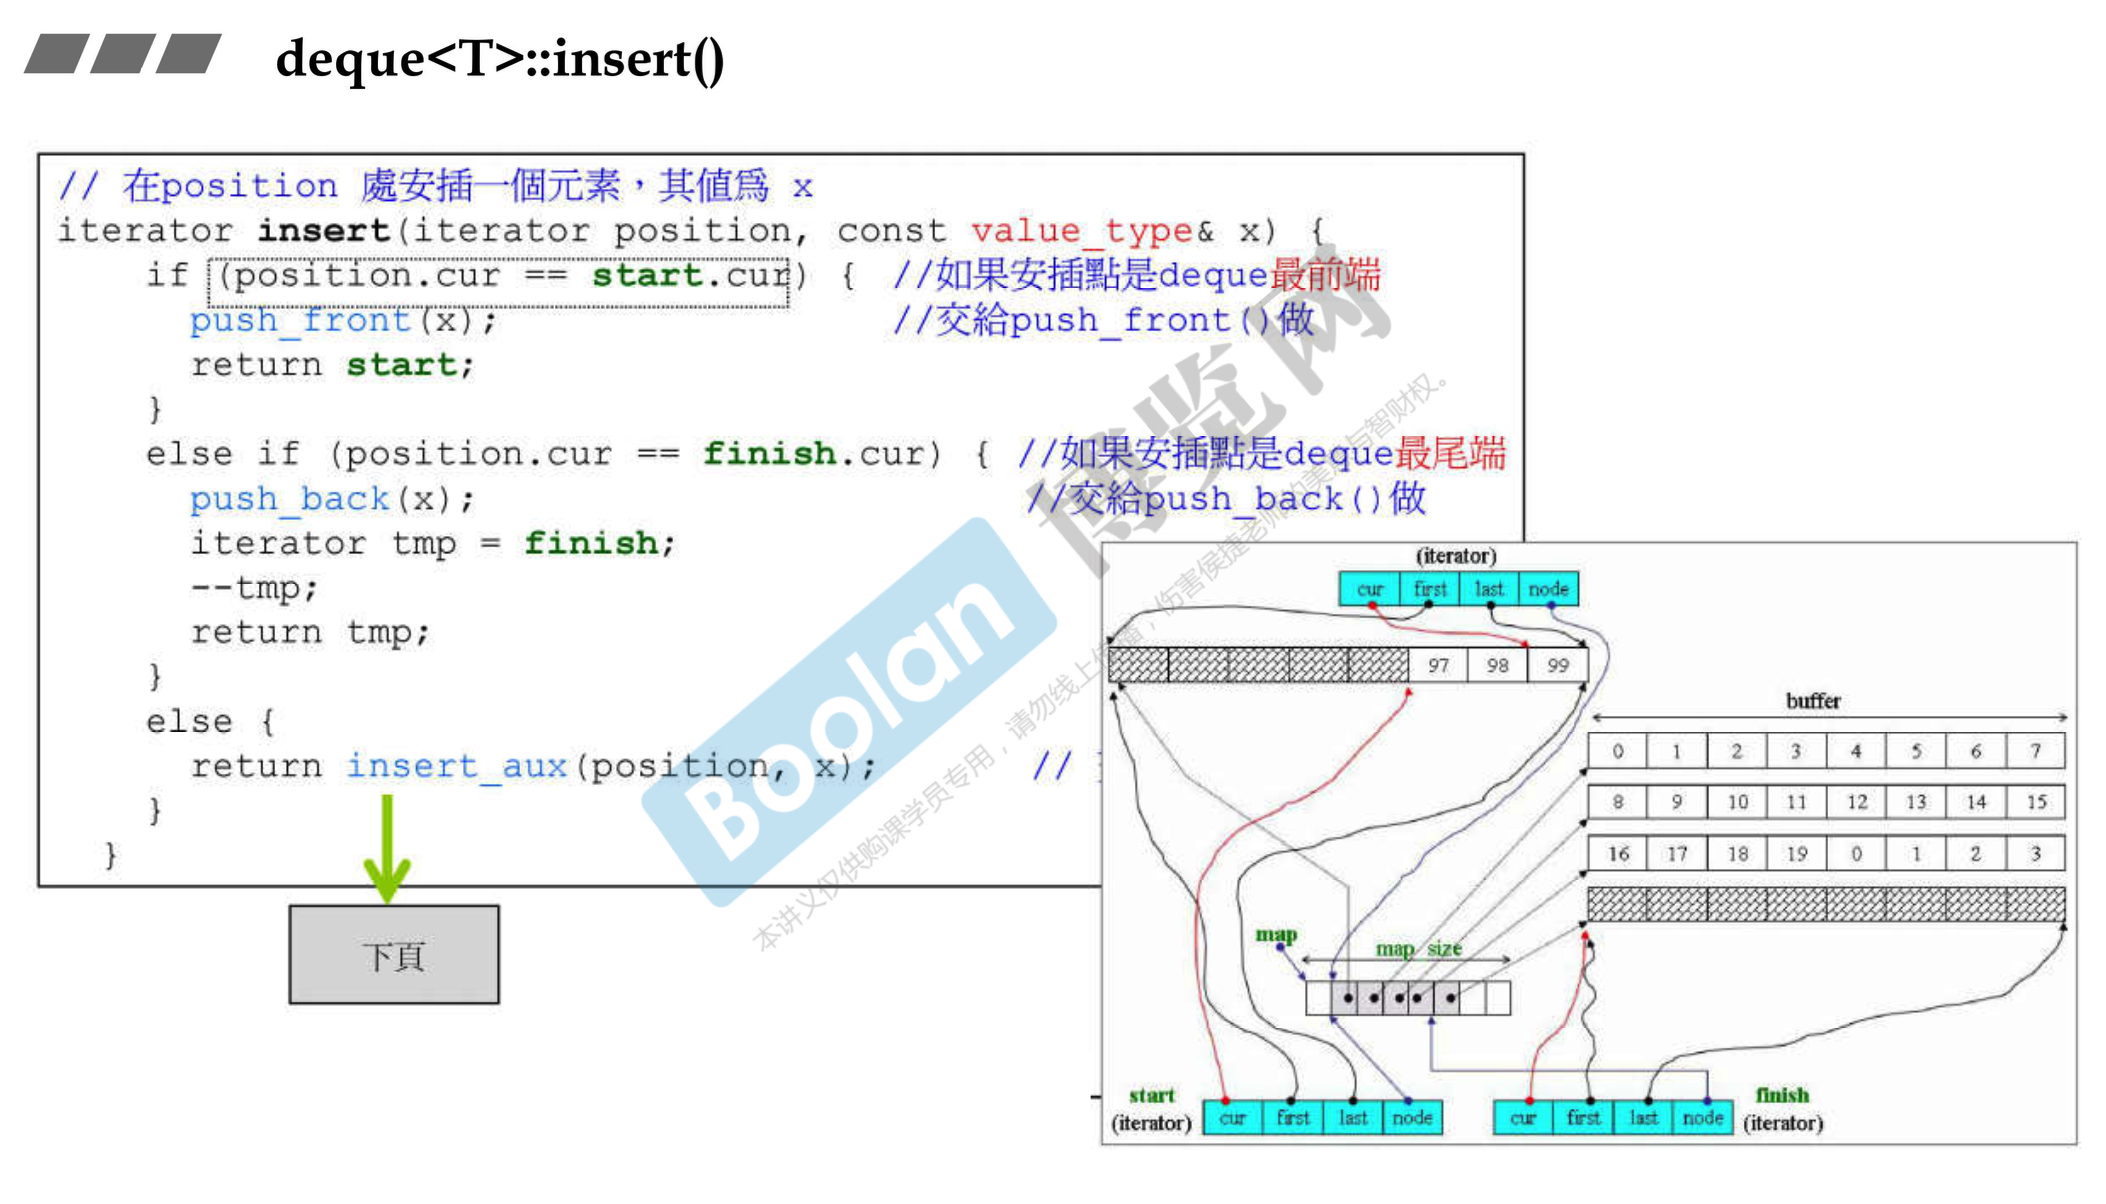 deque<T>::insert()
// 在position 處安插一個元素，其值爲 x
iterator insert(iterator position, const value_type& x) {
if (position.cur == start.cur) { //如果安插點是deque最前端
push_front(x); //交給push_front()做
return start;
}
else if (position.cur == finish.cur) { //如果安插點是deque最尾端
push_back(x); //交給push_back()做
iterator tmp = finish;
--tmp;
return tmp;
}
else {
return insert_aux(position, x); //
}
}
下頁
(iterator)
cur first last node
97 98 99
buffer
0 1 2 3 4 5 6 7
8 9 10 11 12 13 14 15
16 17 18 19 0 1 2 3
map
map_size
start
(iterator)
cur first last node
cur first last node
finish
(iterator)
Boolan
博览网
本讲义仅供购课学员专用，请勿线上传播，伤害侯捷老师的美意与智财权。